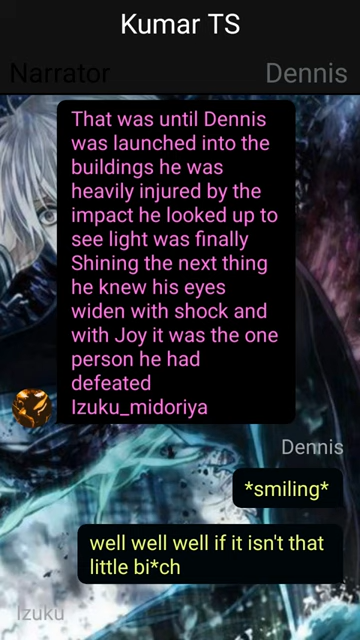 Kumar TS
Narrator
Dennis
That was until Dennis
was launched into the
buildings he was
heavily injured by the
impact he looked up to
see light was finally
Shining the next thing
he knew his eyes
widen with shock and
with Joy it was the one
person he had
defeated
Izuku_midoriya
Dennis
*smiling*
well well well if it isn't that
little bi*ch
Izuku